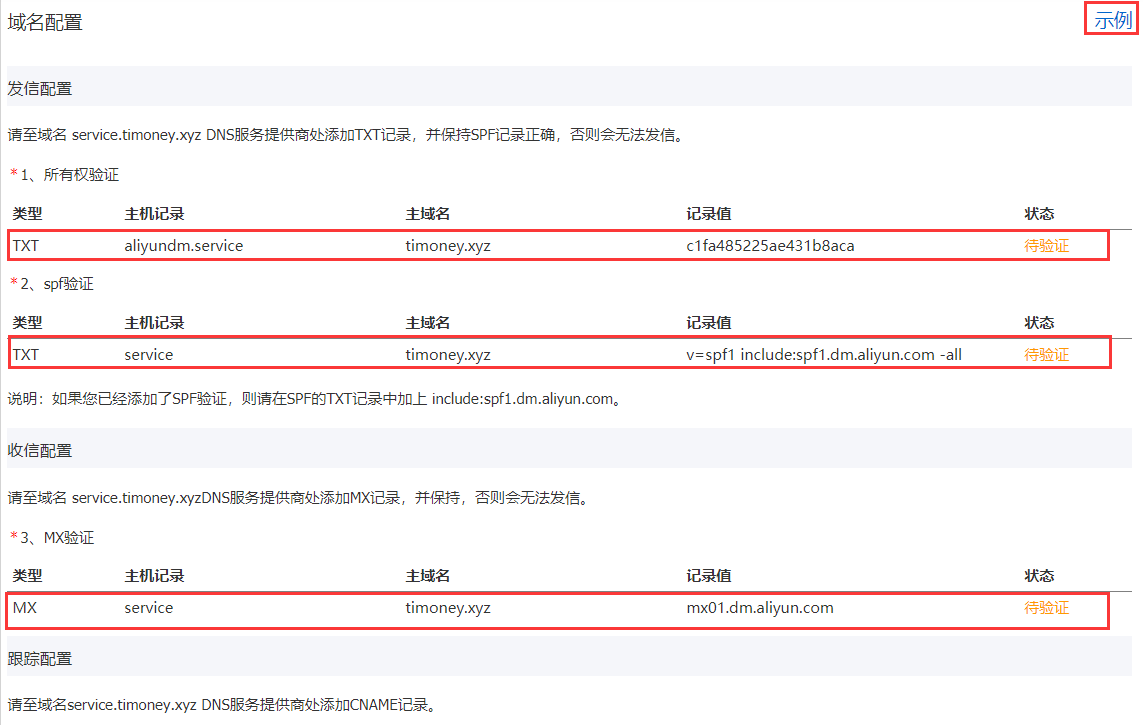 域名配置 示例
发信配置
请至域名 service.timoney.xyz DNS服务提供商处添加TXT记录，并保持SPF记录正确，否则会无法发信。
*1、所有权验证
类型 主机记录 主域名 记录值 状态
TXT aliyundm.service timoney.xyz c1fa485225ae431b8aca 待验证
*2、spf验证
类型 主机记录 主域名 记录值 状态
TXT service timoney.xyz v=spf1 include:spf1.dm.aliyun.com -all 待验证
说明：如果您已经添加了SPF验证，则请在SPF的TXT记录中加上 include:spf1.dm.aliyun.com。
收信配置
请至域名 service.timoney.xyzDNS服务提供商处添加MX记录，并保持，否则会无法发信。
*3、MX验证
类型 主机记录 主域名 记录值 状态
MX service timoney.xyz mx01.dm.aliyun.com 待验证
跟踪配置
请至域名service.timoney.xyz DNS服务提供商处添加CNAME记录。